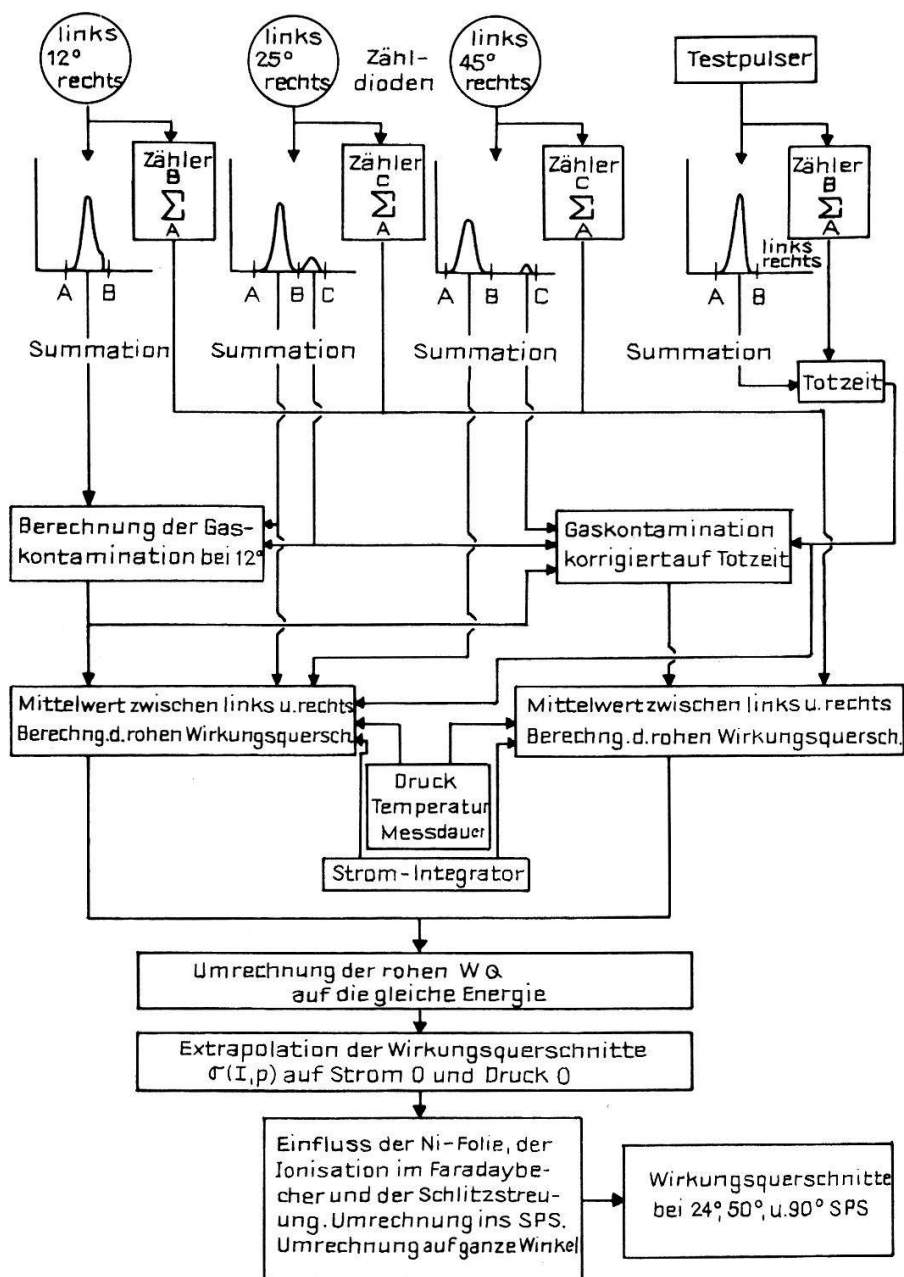 links
12°
rechts
links
25°
rechts
Zähl-
dioden
links
45°
rechts
Testpulser
Zähler
B
Σ
A
Zähler
C
Σ
A
Zähler
C
Σ
A
Zähler
B
Σ
A
links
rechts
A B
A B C
A B C
A B
Summation
Summation
Summation
Summation
Totzeit
Berechnung der Gas-
kontamination bei 12°
Gaskontamination
korrigiert auf Totzeit
Mittelwert zwischen links u. rechts
Berechng. d. rohen Wirkungsquersch.
Mittelwert zwischen links u. rechts
Berechng. d. rohen Wirkungsquersch.
Druck
Temperatur
Messdauer
Strom-Integrator
Umrechnung der rohen WQ
auf die gleiche Energie
Extrapolation der Wirkungsquerschnitte
σ(I,p) auf Strom 0 und Druck 0
Einfluss der Ni-Folie, der
Ionisation im Faradaybe-
cher und der Schlitzstreu-
ung. Umrechnung ins SPS.
Umrechnung auf ganze Winkel
Wirkungsquerschnitte
bei 24°, 50°, u. 90° SPS